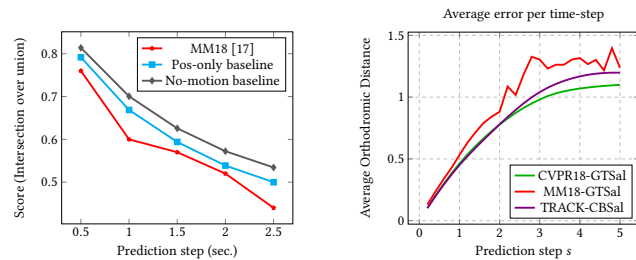 Score (Intersection over union)
0.8
0.7
0.6
0.5
MM18 [17]
Pos-only baseline
No-motion baseline
0.5 1 1.5 2 2.5
Prediction step (sec.)
Average error per time-step
Average Orthodromic Distance
1.5
1
0.5
0
CVPR18-GTSal
MM18-GTSal
TRACK-CBSal
0 1 2 3 4 5
Prediction step s